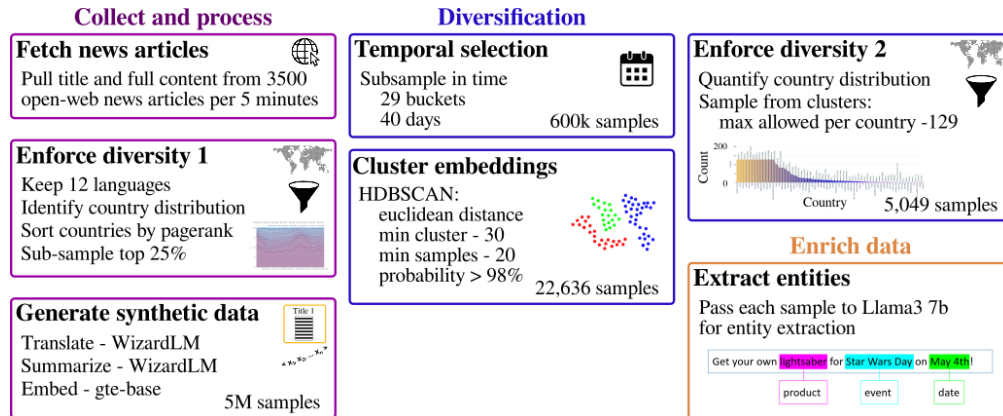 Collect and process
Fetch news articles
Pull title and full content from 3500
open-web news articles per 5 minutes
Enforce diversity 1
Keep 12 languages
Identify country distribution
Sort countries by pagerank
Sub-sample top 25%
Generate synthetic data
Translate - WizardLM
Summarize - WizardLM
Embed - gte-base
Title 1
< x₁, x₂, ... xₙ >
5M samples
Diversification
Temporal selection
Subsample in time
29 buckets
40 days
600k samples
Cluster embeddings
HDBSCAN:
euclidean distance
min cluster - 30
min samples - 20
probability > 98%
22,636 samples
Enforce diversity 2
Quantify country distribution
Sample from clusters:
max allowed per country -129
Count
200
100
0
Country
5,049 samples
Enrich data
Extract entities
Pass each sample to Llama3 7b
for entity extraction
Get your own lightsaber for Star Wars Day on May 4th!
product event date